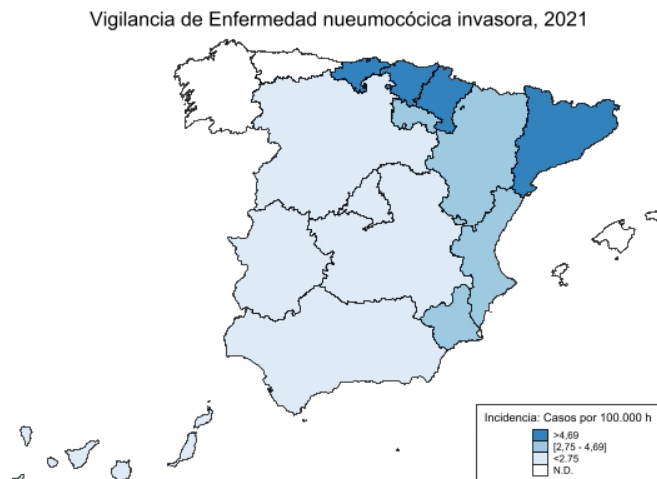 Vigilancia de Enfermedad nueumocócica invasora, 2021
Incidencia: Casos por 100.000 h
>4,69
[2,75 - 4,69]
<2.75
N.D.